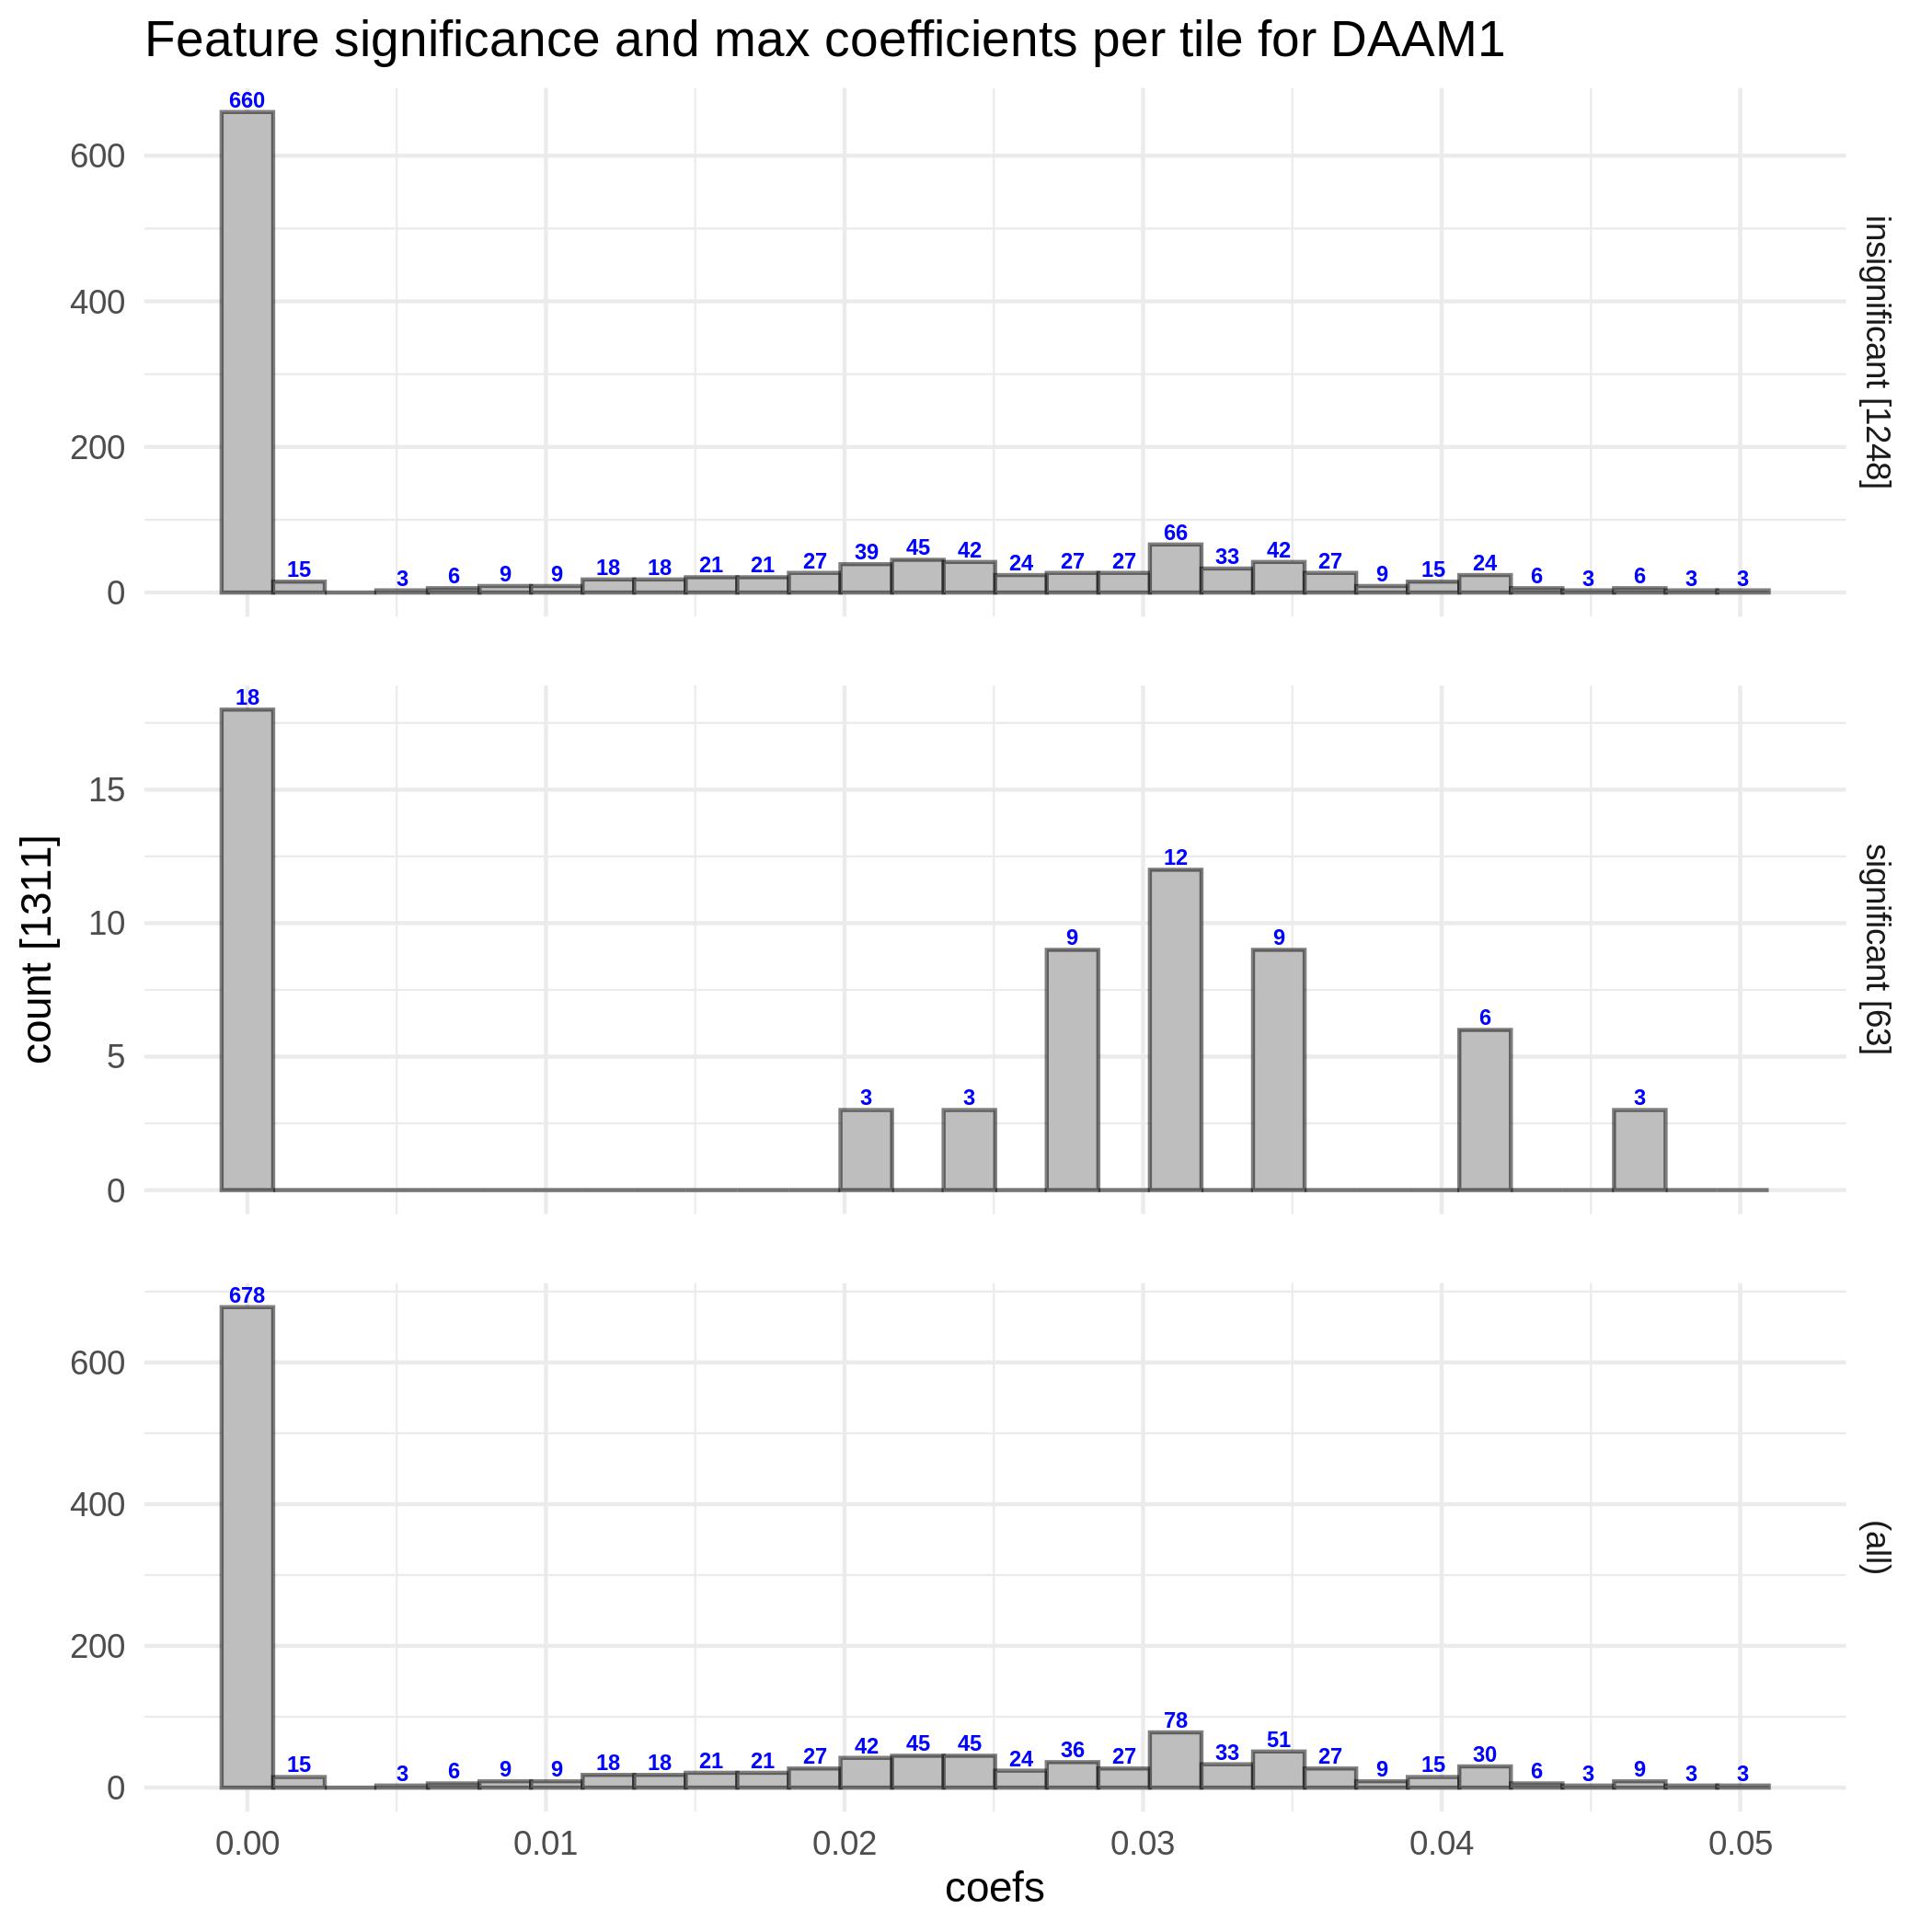 Feature significance and max coefficients per tile for DAAM1
660
600
400
200
0
15 3 6 9 9 18 18 21 21 27 39 45 42 24 27 27 66 33 42 27 9 15 24 6 3 6 3 3
insignificant [1248]
count [1311]
18
15
10
5
0
3 3 9 12 9 6 3
significant [63]
678
600
400
200
0
15 3 6 9 9 18 18 21 21 27 42 45 45 24 36 27 78 33 51 27 9 15 30 6 3 9 3 3
(all)
0.00 0.01 0.02 0.03 0.04 0.05
coefs